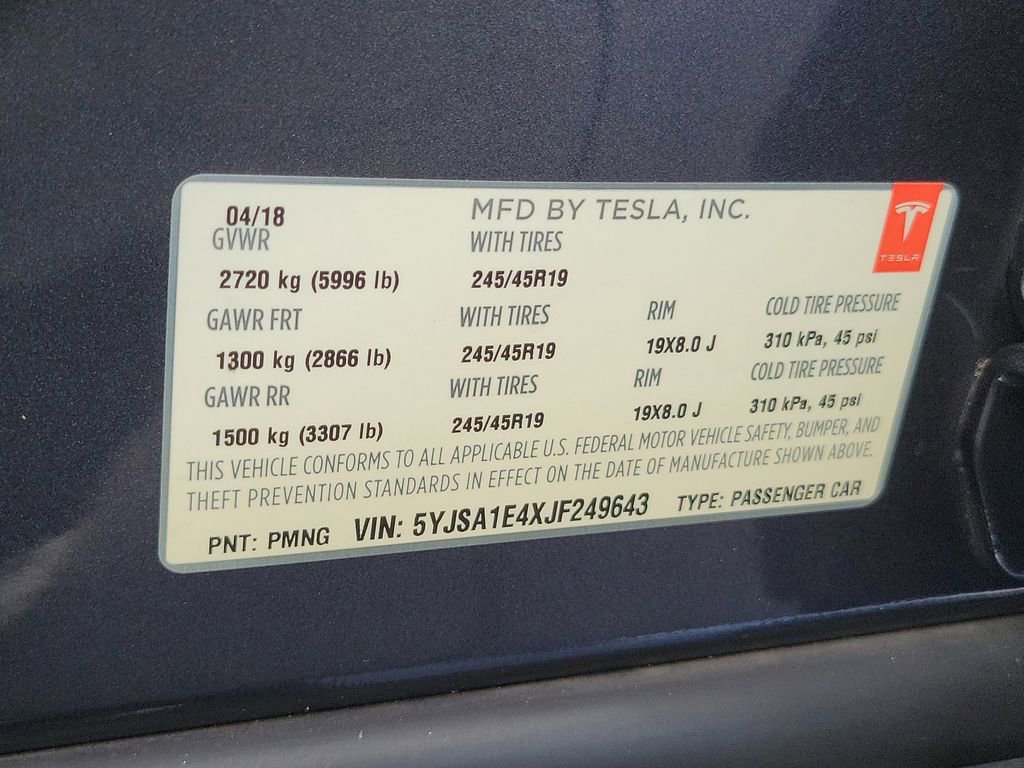 04/18 MFD BY TESLA, INC.
TESLA
GVWR WITH TIRES
2720 kg (5996 lb) 245/45R19
GAWR FRT WITH TIRES RIM COLD TIRE PRESSURE
1300 kg (2866 lb) 245/45R19 19X8.0 J 310 kPa, 45 psi
GAWR RR WITH TIRES RIM COLD TIRE PRESSURE
1500 kg (3307 lb) 245/45R19 19X8.0 J 310 kPa, 45 psi
THIS VEHICLE CONFORMS TO ALL APPLICABLE U.S. FEDERAL MOTOR VEHICLE SAFETY, BUMPER, AND
THEFT PREVENTION STANDARDS IN EFFECT ON THE DATE OF MANUFACTURE SHOWN ABOVE.
PNT: PMNG VIN: 5YJSA1E4XJF249643 TYPE: PASSENGER CAR